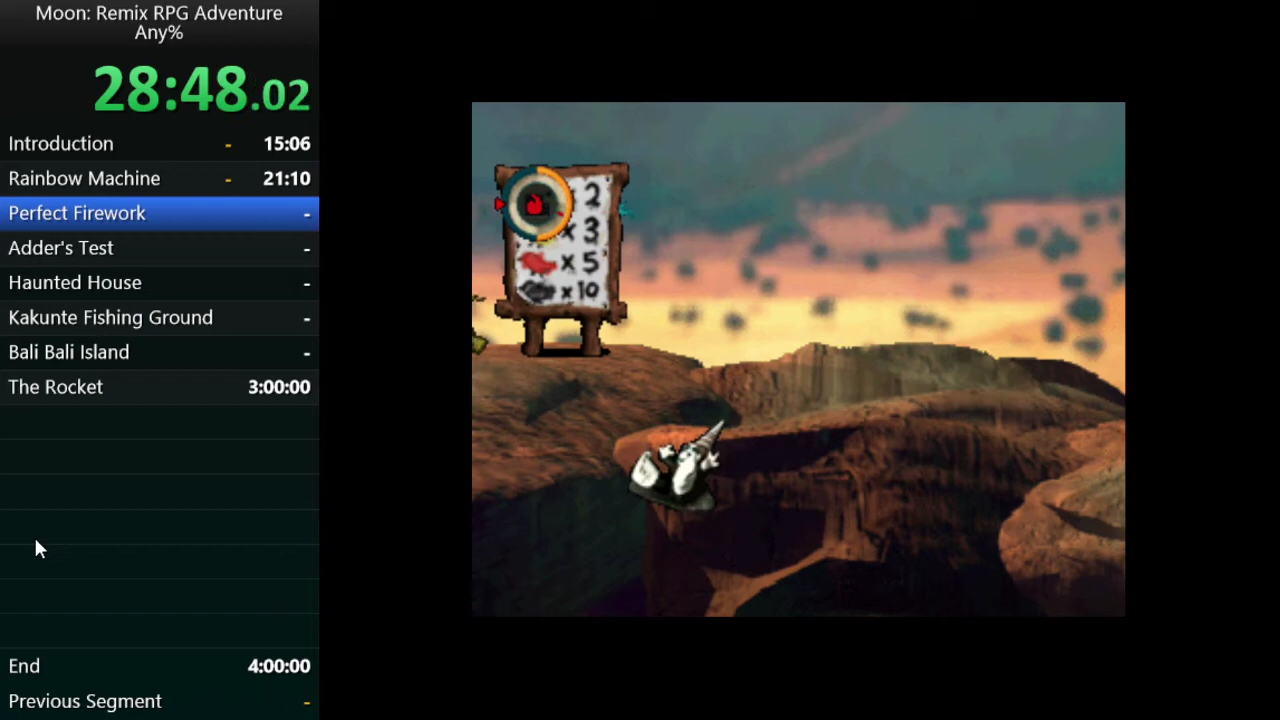 Moon: Remix RPG Adventure
Any%
28:48.02
Introduction - 15:06
Rainbow Machine - 21:10
Perfect Firework -
Adder's Test -
Haunted House -
Kakunte Fishing Ground -
Bali Bali Island -
The Rocket 3:00:00
End 4:00:00
Previous Segment -
2
x 3
x 5
x 10